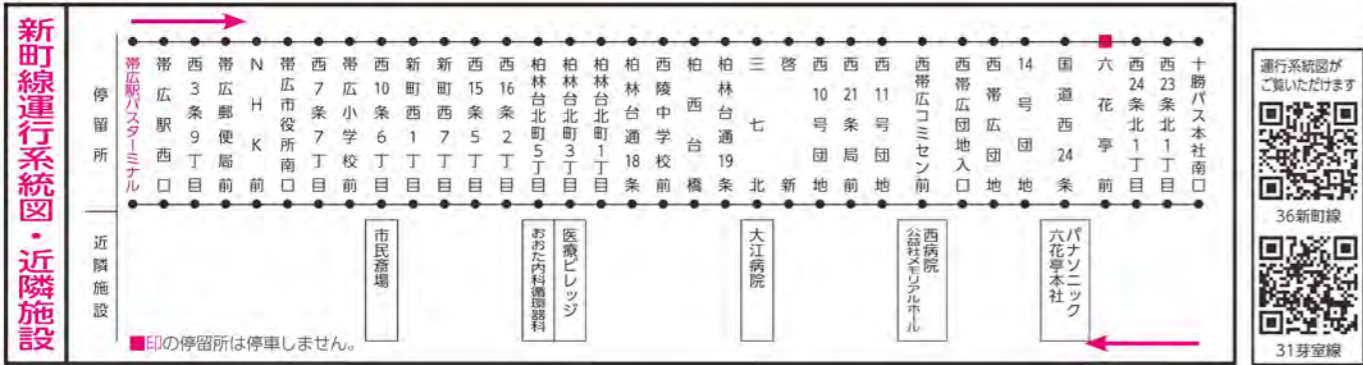 新町線運行系統図・近隣施設
停留所
帯広駅バスターミナル
帯広駅西口
西3条9丁目
帯広郵便局前
NHK前
帯広市役所南口
西7条7丁目
帯広小学校前
西10条6丁目
新町西1丁目
新町西7丁目
西15条5丁目
西16条2丁目
柏林台北町5丁目
柏林台北町3丁目
柏林台北町1丁目
柏林台通18条
西陵中学校前
柏西台橋
柏林台通19条
三七北
啓新
西10号団地
西21条局前
西11号団地
西帯広コミセン前
西帯広団地入口
西帯広団地
14号団地
国道西24条
六花亭前
西24条北1丁目
西23条北1丁目
十勝バス本社南口
近隣施設
市民斎場
おおた内科循環器科
医療ビレッジ
大江病院
西病院
公益社メモリアルホール
パナソニック
六花亭本社
■印の停留所は停車しません。
運行系統図が
ご覧いただけます
36新町線
31芽室線